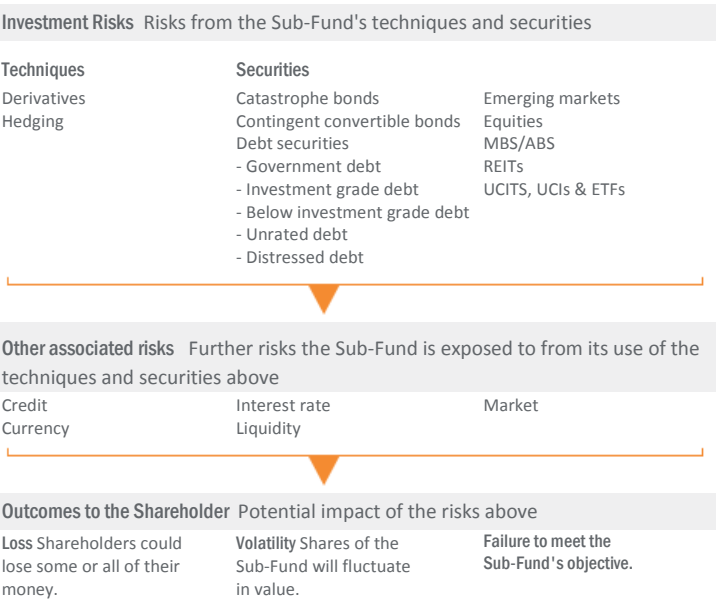 Investment Risks Risks from the Sub-Fund's techniques and securities
Techniques
Derivatives
Hedging
Securities
Catastrophe bonds
Contingent convertible bonds
Debt securities
- Government debt
- Investment grade debt
- Below investment grade debt
- Unrated debt
- Distressed debt
Emerging markets
Equities
MBS/ABS
REITs
UCITS, UCIs & ETFs
Other associated risks Further risks the Sub-Fund is exposed to from its use of the
techniques and securities above
Credit
Currency
Interest rate
Liquidity
Market
Outcomes to the Shareholder Potential impact of the risks above
Loss Shareholders could
lose some or all of their
money.
Volatility Shares of the
Sub-Fund will fluctuate
in value.
Failure to meet the
Sub-Fund's objective.